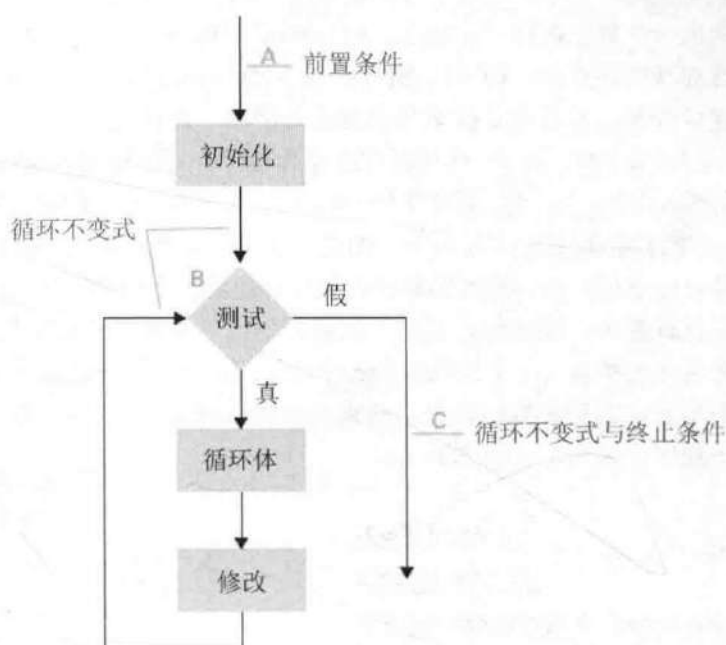 A 前置条件
初始化
循环不变式
B
测试
假
真
C 循环不变式与终止条件
循环体
修改